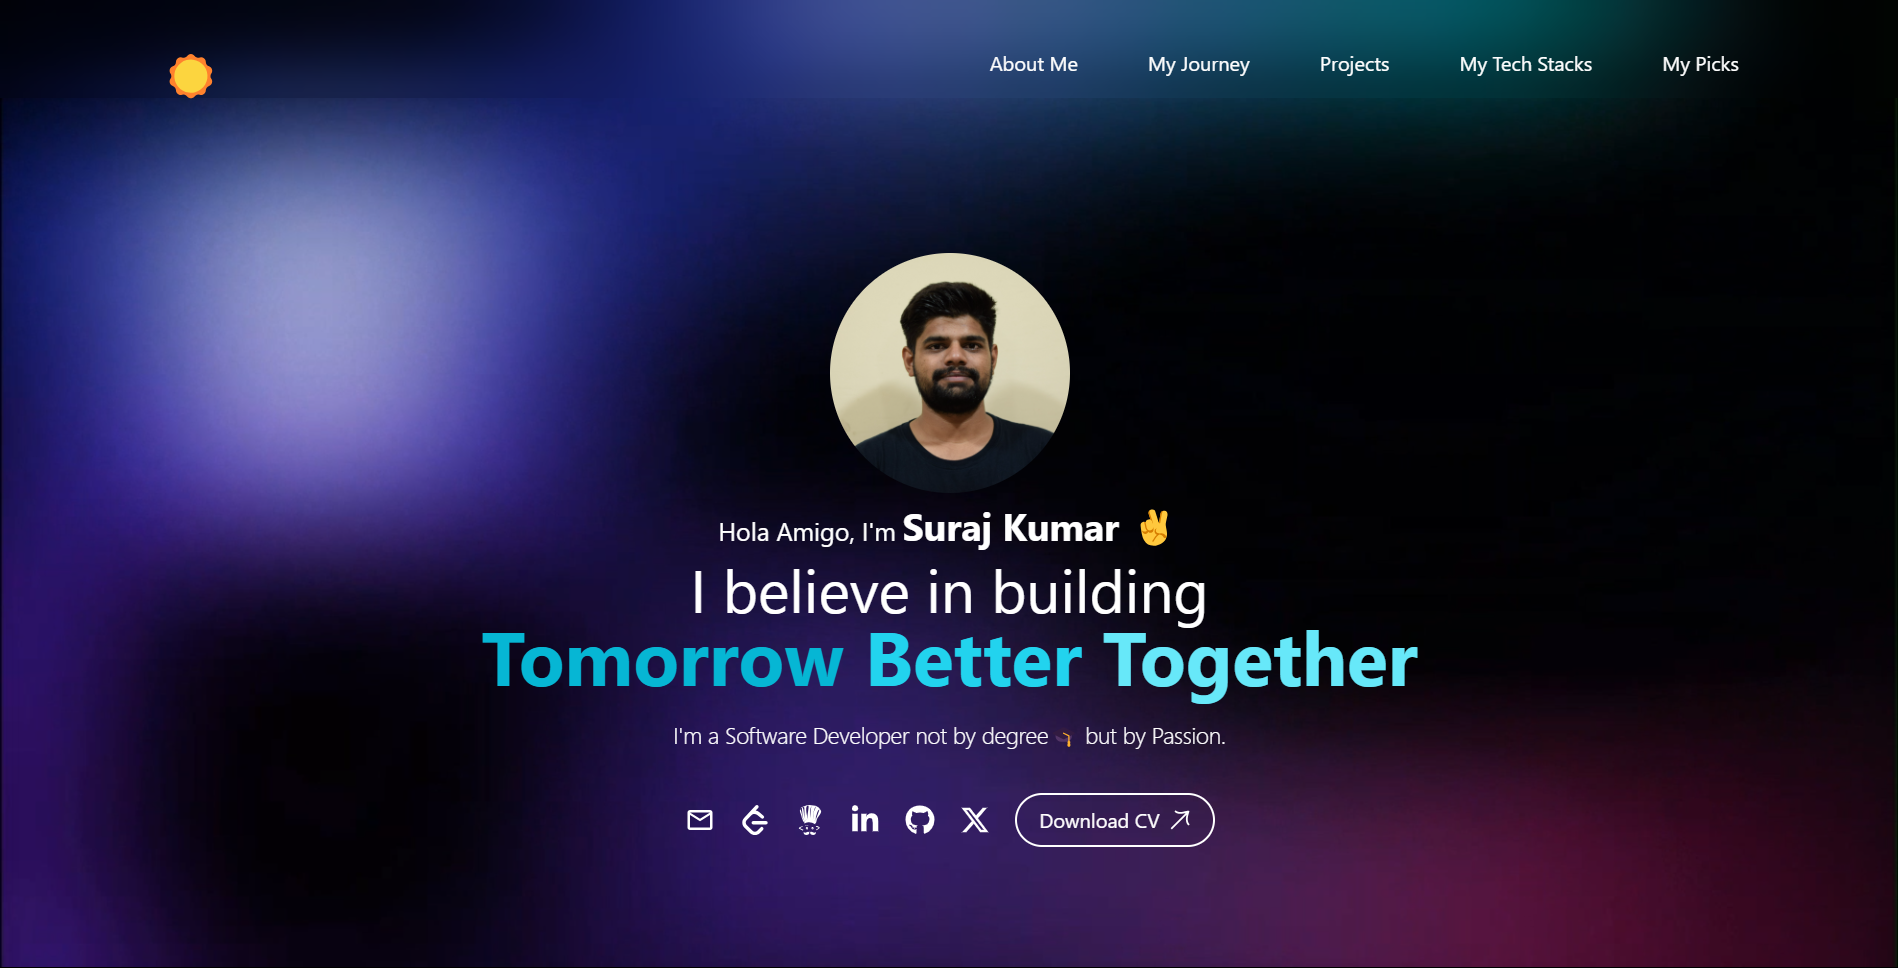 About Me
My Journey
Projects
My Tech Stacks
My Picks
Hola Amigo, I'm Suraj Kumar ✌
I believe in building
Tomorrow Better Together
I'm a Software Developer not by degree but by Passion.
in
Download CV